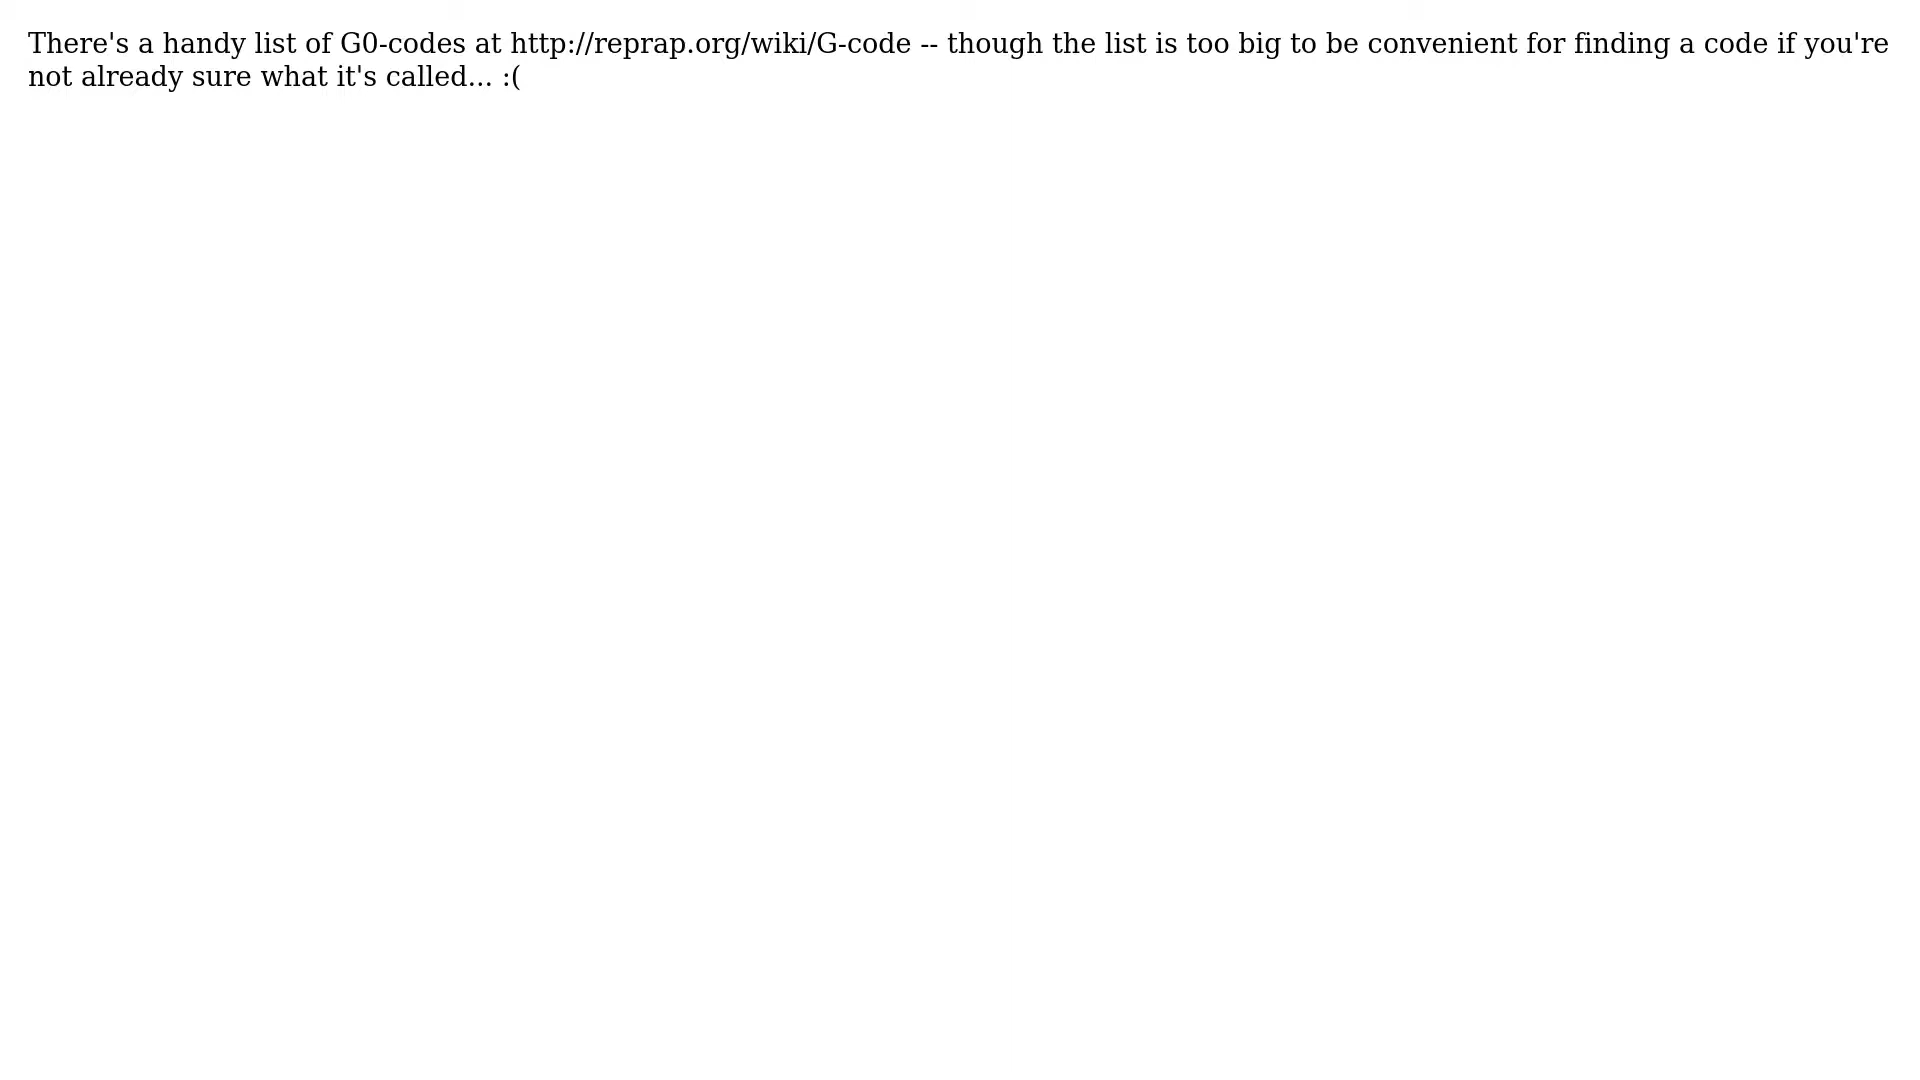 There's a handy list of G0-codes at http://reprap.org/wiki/G-code -- though the list is too big to be convenient for finding a code if you're
not already sure what it's called... :(